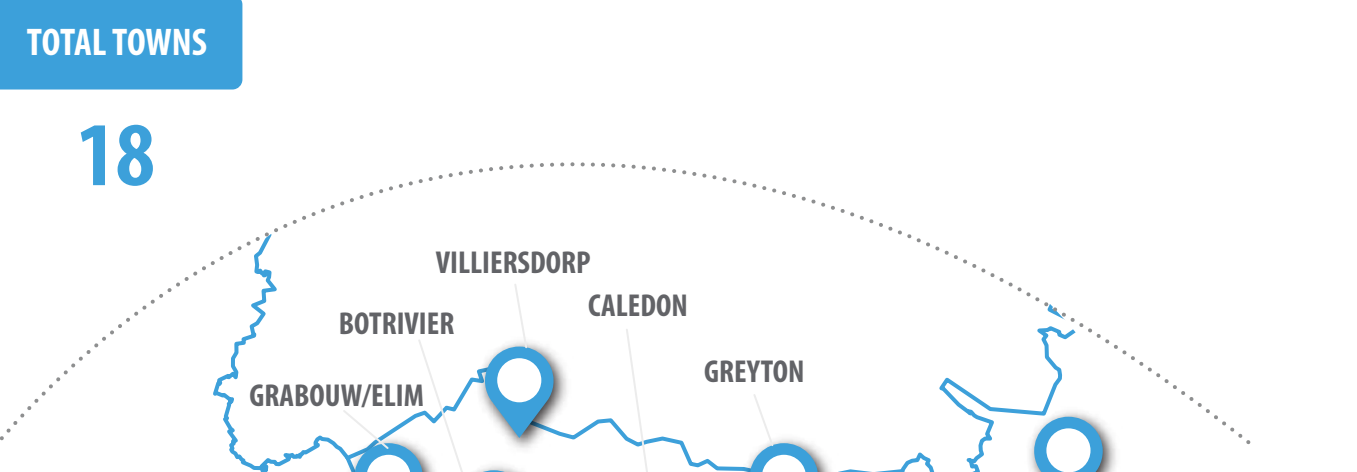 TOTAL TOWNS
18
VILLIERSDORP
CALEDON
BOTRIVIER
GREYTON
GRABOUW/ELIM